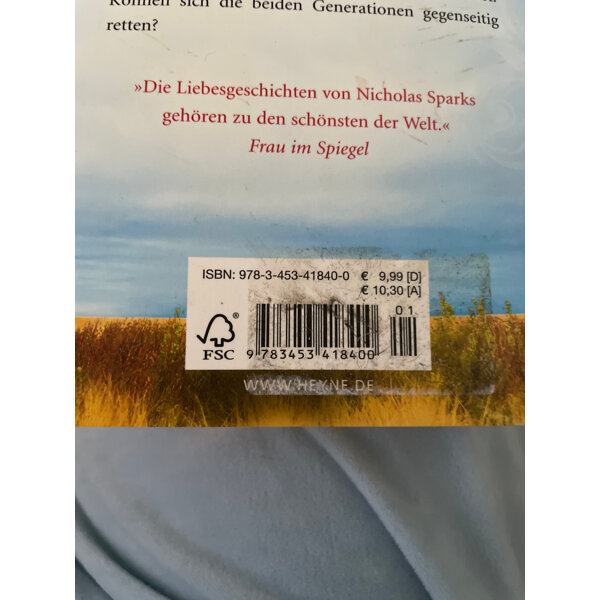 Können sich die beiden Generationen gegenseitig
retten?
»Die Liebesgeschichten von Nicholas Sparks
gehören zu den schönsten der Welt.«
Frau im Spiegel
ISBN: 978-3-453-41840-0 € 9,99 [D]
€ 10,30 [A]
01
® FSC
9 783453 418400
WWW.HEYNE.DE